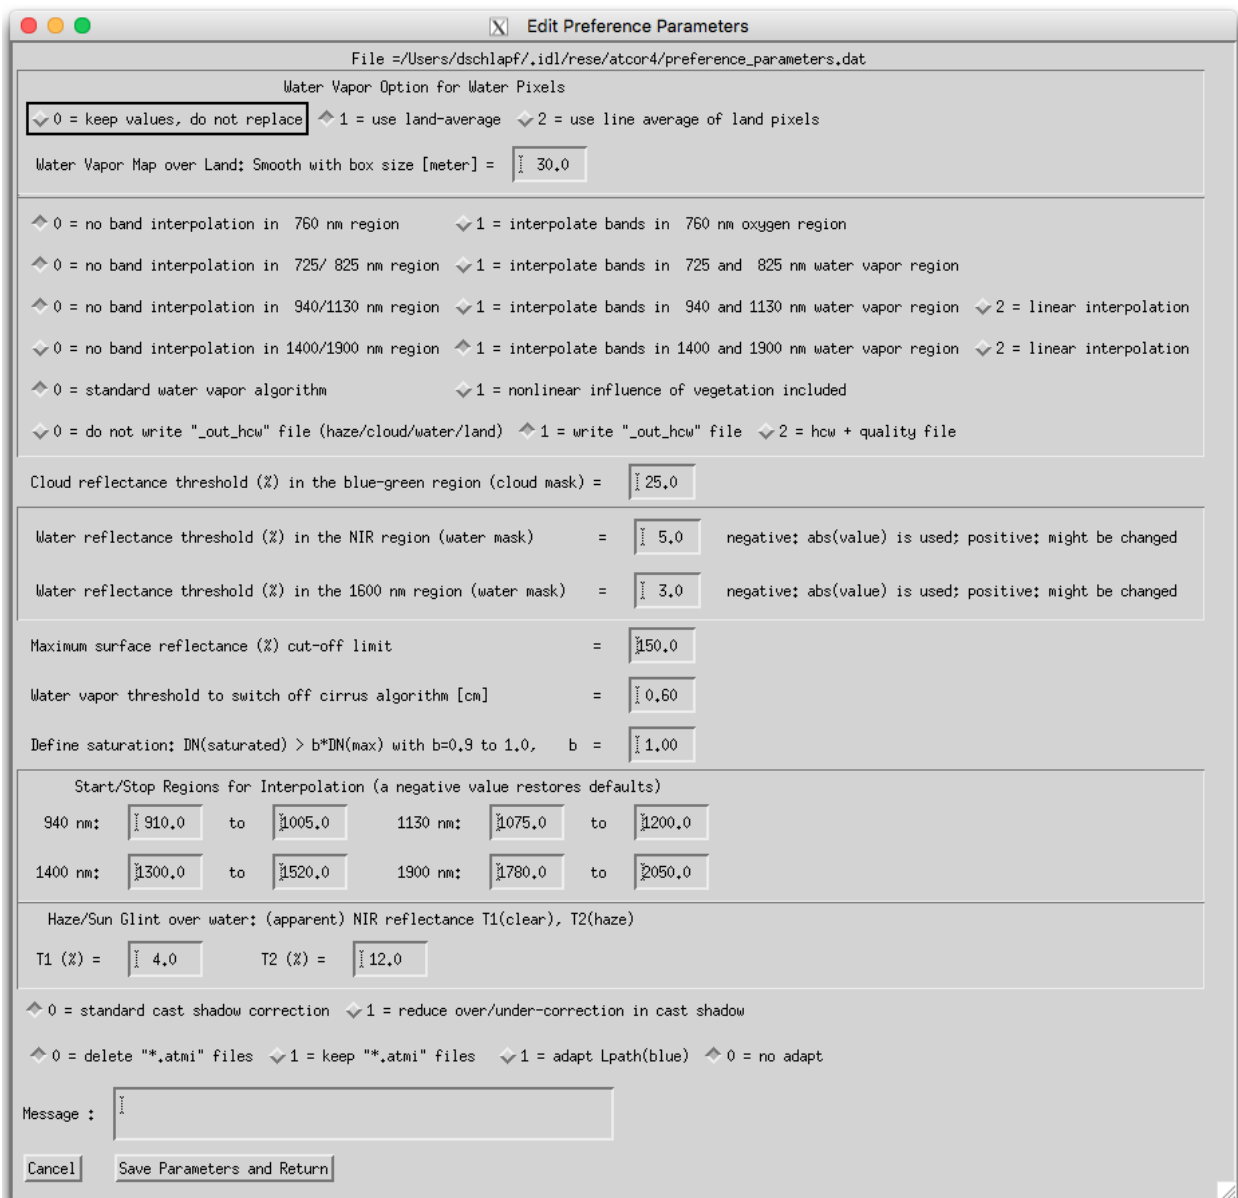 Edit Preference Parameters
File =/Users/dschlapf/.idl/rese/atcor4/preference_parameters.dat
Water Vapor Option for Water Pixels
0 = keep values, do not replace 1 = use land-average 2 = use line average of land pixels
Water Vapor Map over Land: Smooth with box size [meter] = 30.0
0 = no band interpolation in 760 nm region 1 = interpolate bands in 760 nm oxygen region
0 = no band interpolation in 725/ 825 nm region 1 = interpolate bands in 725 and 825 nm water vapor region
0 = no band interpolation in 940/1130 nm region 1 = interpolate bands in 940 and 1130 nm water vapor region 2 = linear interpolation
0 = no band interpolation in 1400/1900 nm region 1 = interpolate bands in 1400 and 1900 nm water vapor region 2 = linear interpolation
0 = standard water vapor algorithm 1 = nonlinear influence of vegetation included
0 = do not write "_out_hcw" file (haze/cloud/water/land) 1 = write "_out_hcw" file 2 = hcw + quality file
Cloud reflectance threshold (%) in the blue-green region (cloud mask) = 25.0
Water reflectance threshold (%) in the NIR region (water mask) = 5.0 negative: abs(value) is used; positive: might be changed
Water reflectance threshold (%) in the 1600 nm region (water mask) = 3.0 negative: abs(value) is used; positive: might be changed
Maximum surface reflectance (%) cut-off limit = 150.0
Water vapor threshold to switch off cirrus algorithm [cm] = 0.60
Define saturation: DN(saturated) > b*DN(max) with b=0.9 to 1.0, b = 1.00
Start/Stop Regions for Interpolation (a negative value restores defaults)
940 nm: 910.0 to 1005.0 1130 nm: 1075.0 to 1200.0
1400 nm: 1300.0 to 1520.0 1900 nm: 1780.0 to 2050.0
Haze/Sun Glint over water: (apparent) NIR reflectance T1(clear), T2(haze)
T1 (%) = 4.0 T2 (%) = 12.0
0 = standard cast shadow correction 1 = reduce over/under-correction in cast shadow
0 = delete "*.atmi" files 1 = keep "*.atmi" files 1 = adapt Lpath(blue) 0 = no adapt
Message :
Cancel Save Parameters and Return